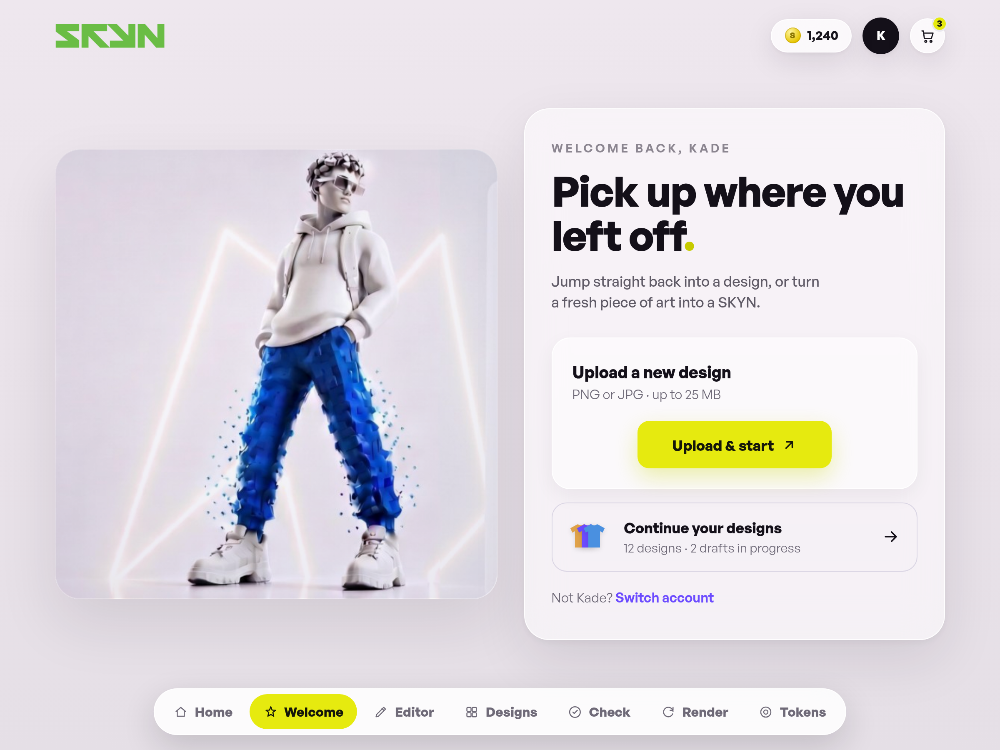 SKYN
S 1,240
K
3
WELCOME BACK, KADE
Pick up where you
left off.
Jump straight back into a design, or turn
a fresh piece of art into a SKYN.
Upload a new design
PNG or JPG · up to 25 MB
Upload & start
Continue your designs
12 designs · 2 drafts in progress
Not Kade? Switch account
Home Welcome Editor Designs Check Render Tokens